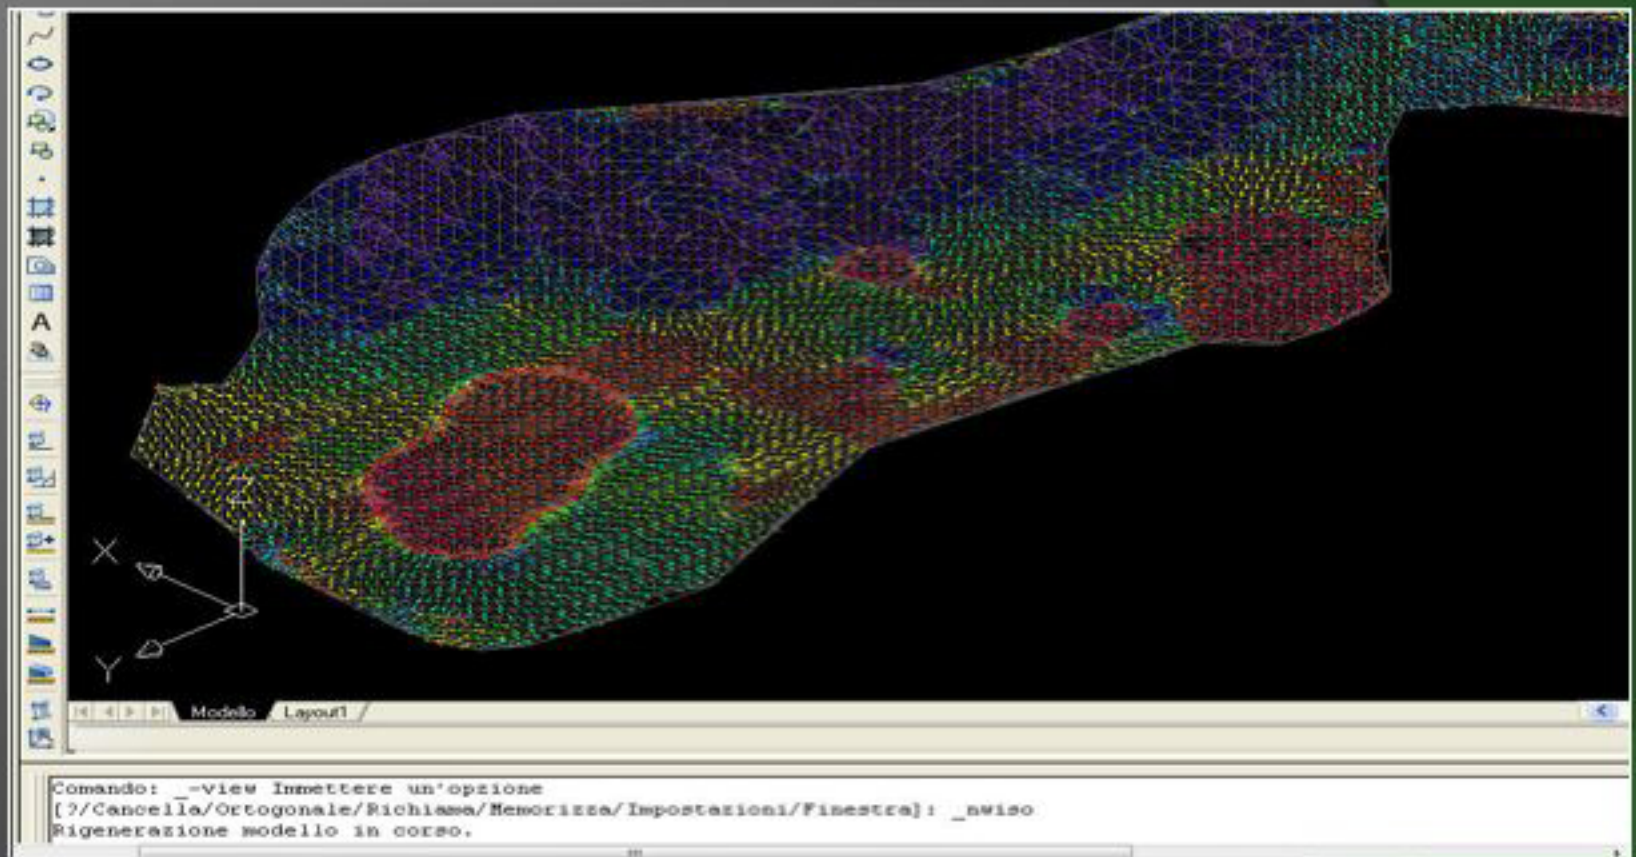 A
Z
X
Y
Modello Layout1
Comando: _-view Immettere un'opzione
[?/Cancella/Ortogonale/Richiama/Memorizza/Impostazioni/Finestra]: _nwiso
Rigenerazione modello in corso.